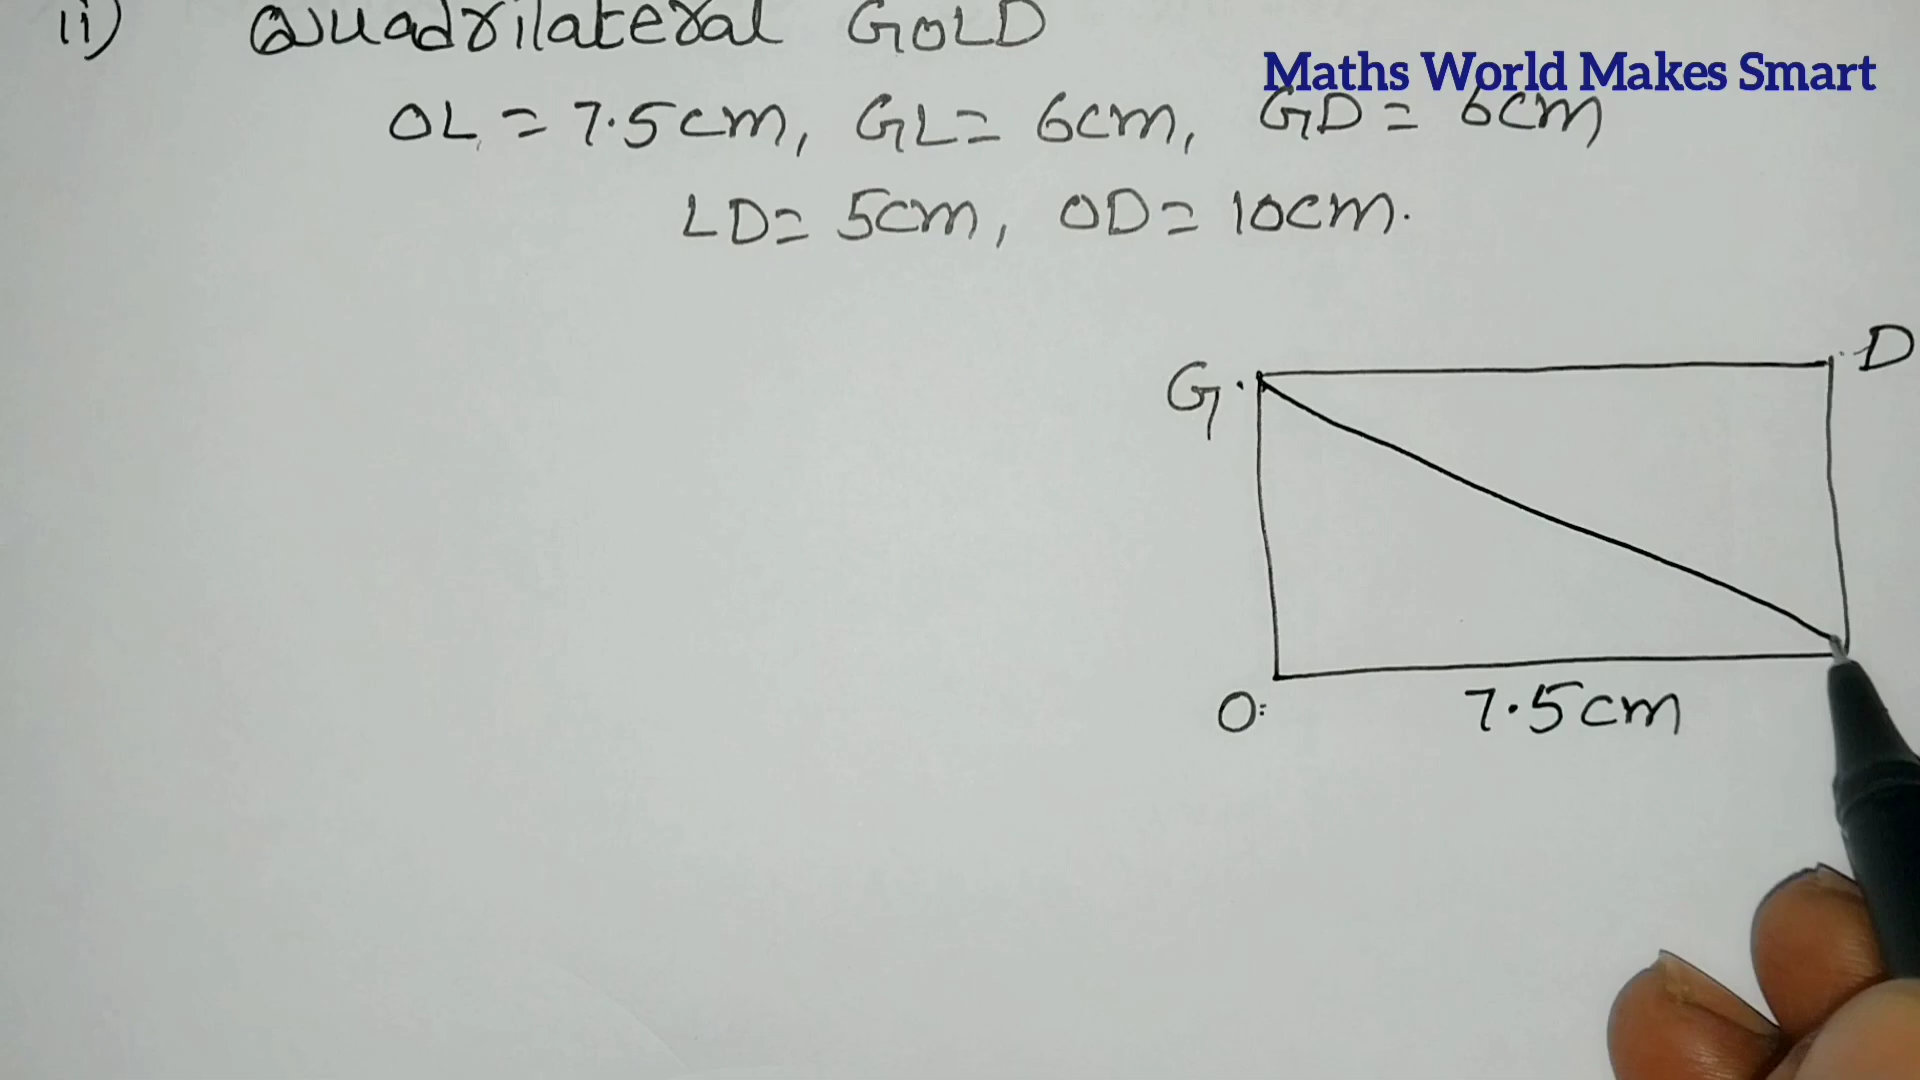 ii) Quadrilateral GOLD
Maths World Makes Smart
OL = 7.5cm, GL = 6cm, GD = 6cm
LD = 5cm, OD = 10cm.
G
D
O
7.5cm